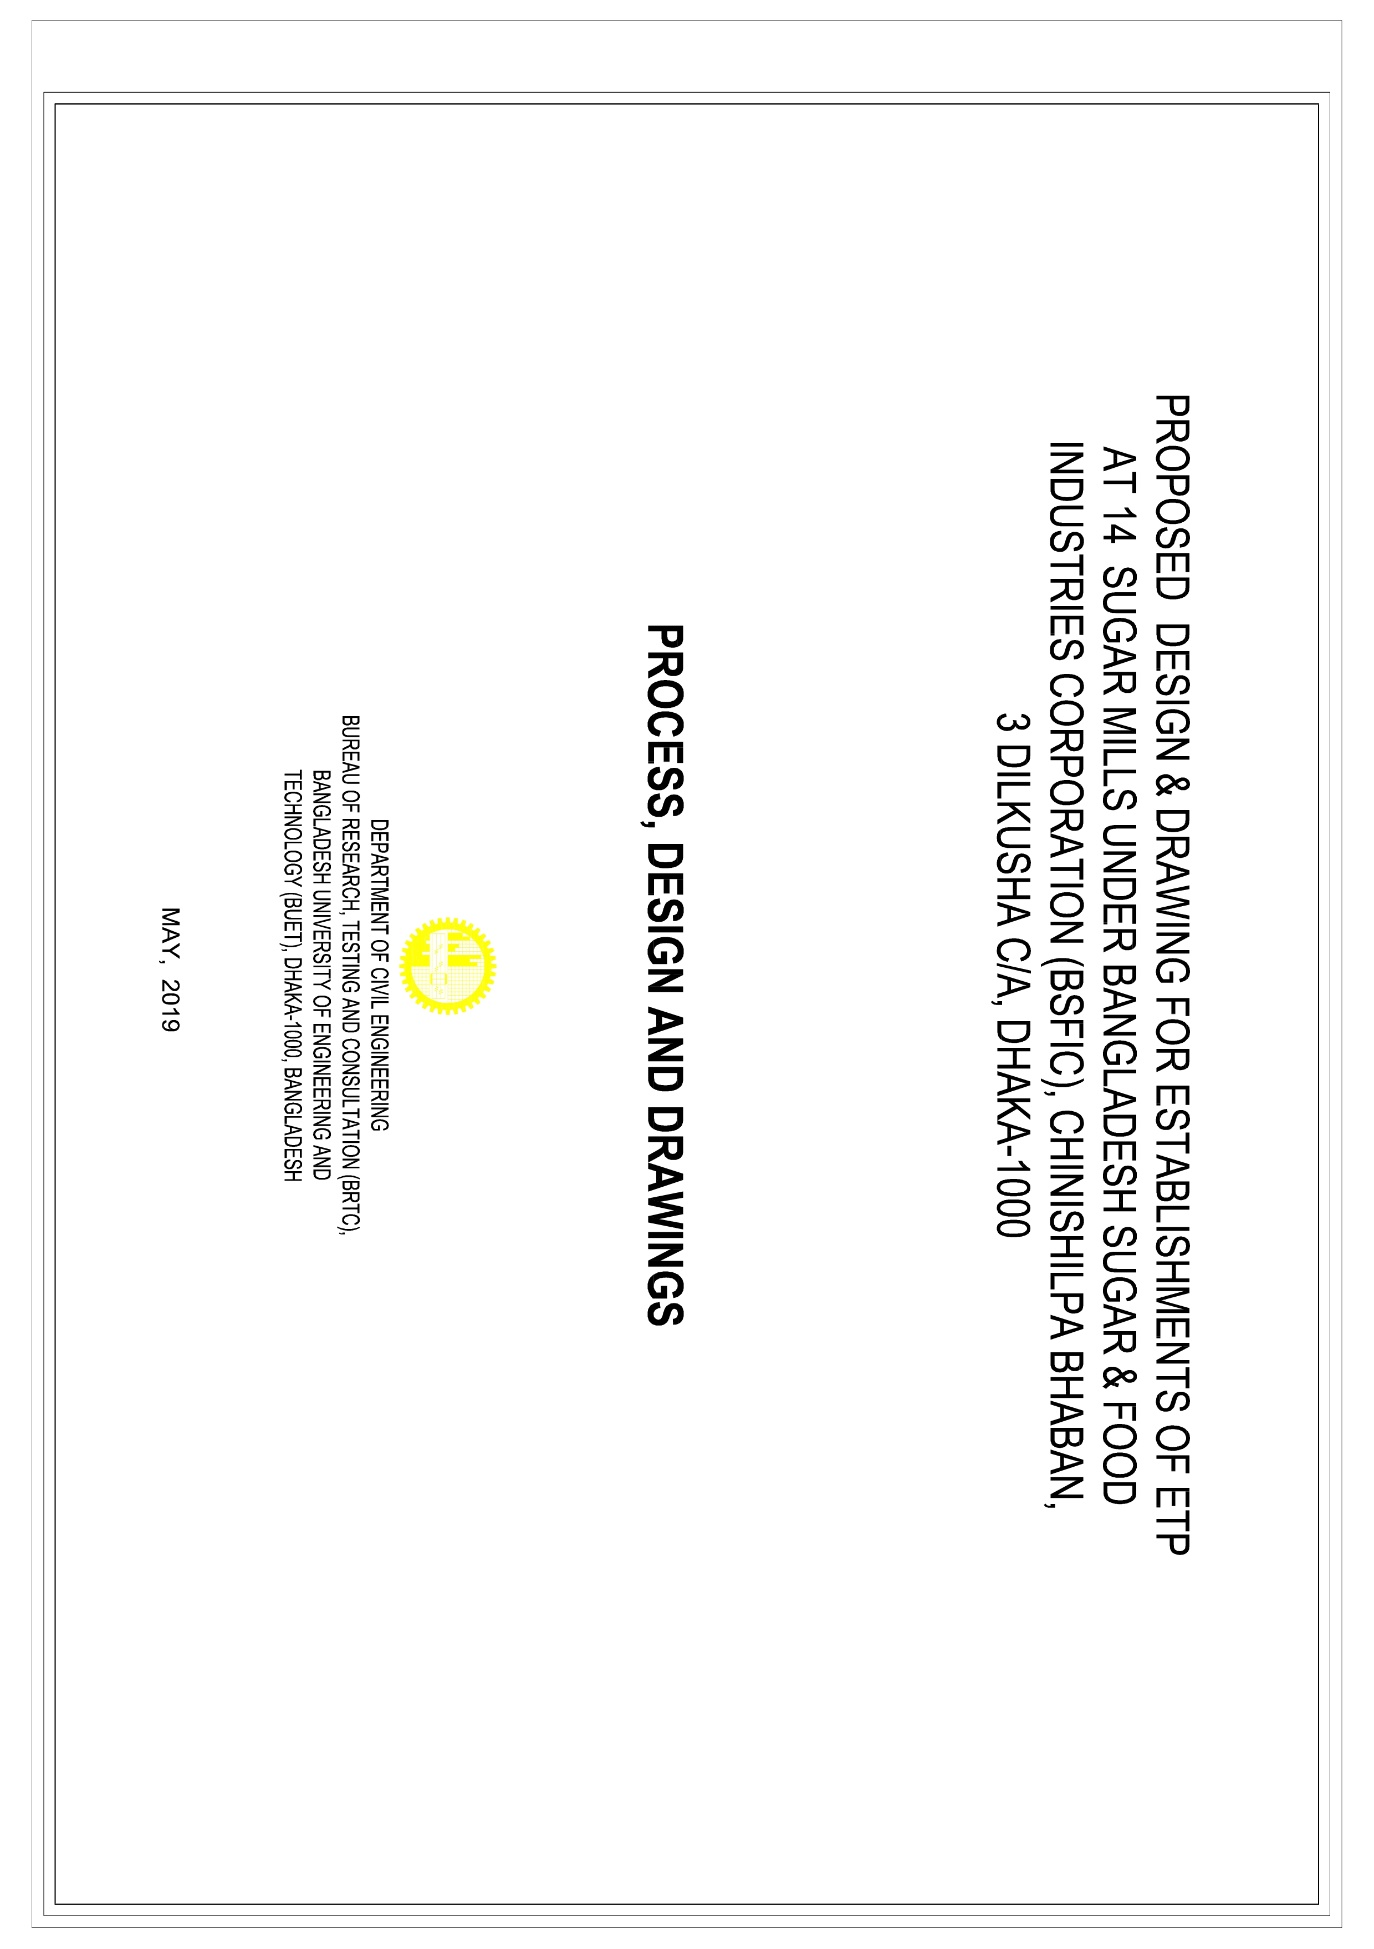 PROPOSED DESIGN & DRAWING FOR ESTABLISHMENTS OF ETP
AT 14 SUGAR MILLS UNDER BANGLADESH SUGAR & FOOD
INDUSTRIES CORPORATION (BSFIC), CHINISHILPA BHABAN,
3 DILKUSHA C/A, DHAKA-1000
PROCESS, DESIGN AND DRAWINGS
DEPARTMENT OF CIVIL ENGINEERING
BUREAU OF RESEARCH, TESTING AND CONSULTATION (BRTC),
BANGLADESH UNIVERSITY OF ENGINEERING AND
TECHNOLOGY (BUET), DHAKA-1000, BANGLADESH
MAY, 2019